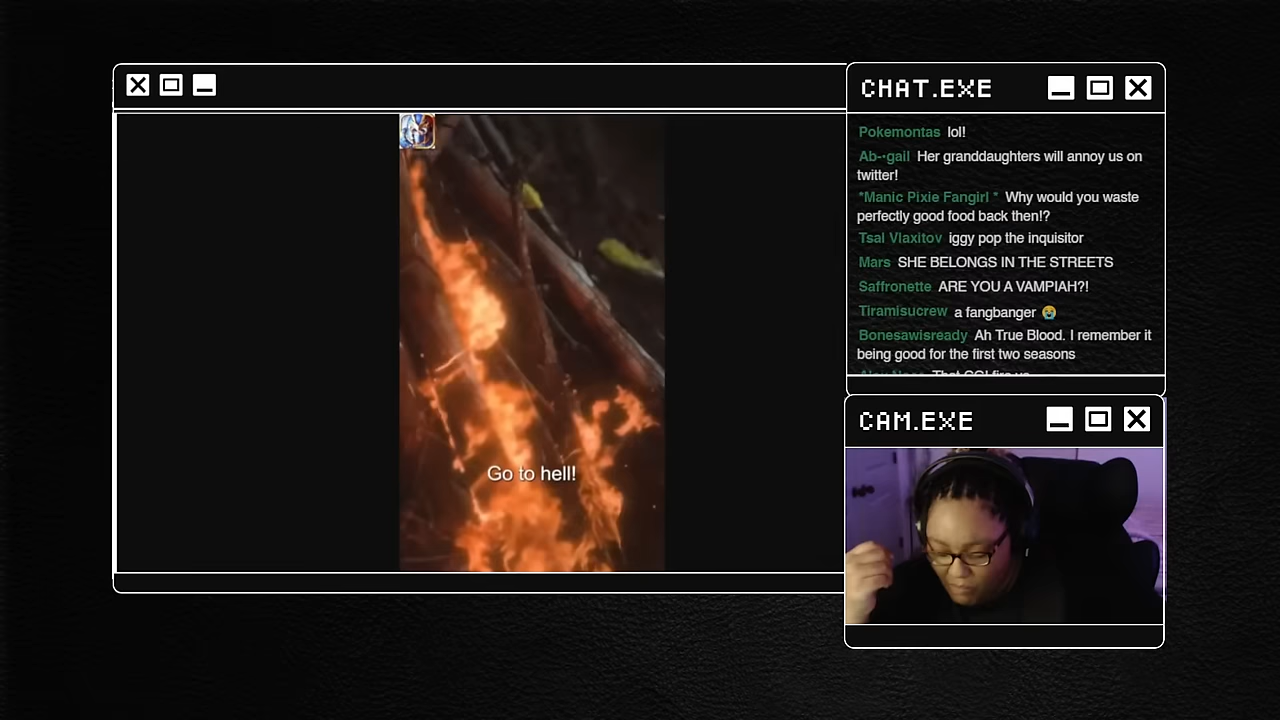 CHAT.EXE
Pokemontas lol!
Ab--gail Her granddaughters will annoy us on
twitter!
*Manic Pixie Fangirl * Why would you waste
perfectly good food back then!?
Tsal Vlaxitov iggy pop the inquisitor
Mars SHE BELONGS IN THE STREETS
Saffronette ARE YOU A VAMPIAH?!
Tiramisucrew a fangbanger 😭
Bonesawisready Ah True Blood. I remember it
being good for the first two seasons
Go to hell!
CAM.EXE